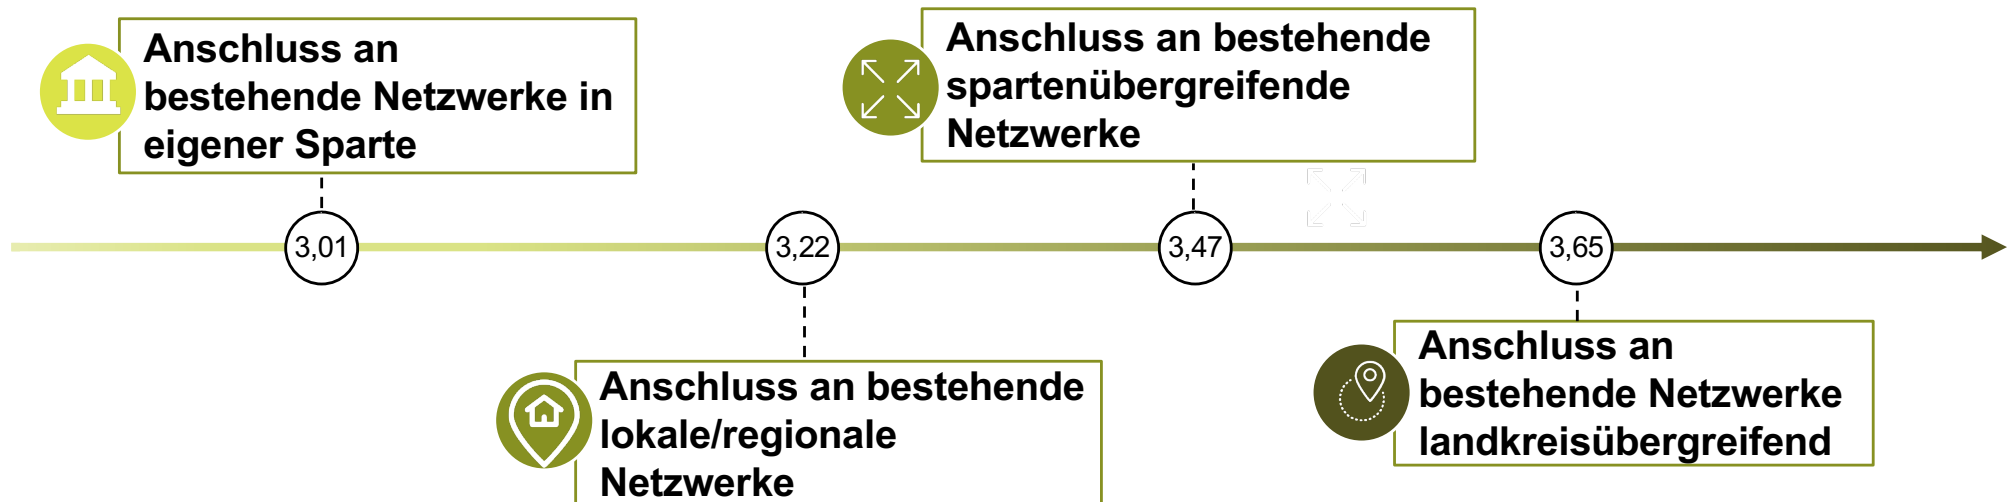 Anschluss an
bestehende Netzwerke in
eigener Sparte
Anschluss an bestehende
spartenübergreifende
Netzwerke
3,01
3,22
3,47
3,65
Anschluss an bestehende
lokale/regionale
Netzwerke
Anschluss an
bestehende Netzwerke
landkreisübergreifend